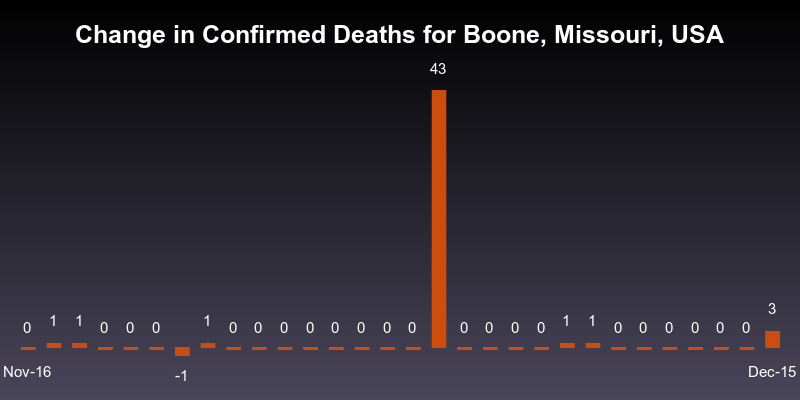 Change in Confirmed Deaths for Boone, Missouri, USA
43
0 1 1 0 0 0 -1 1 0 0 0 0 0 0 0 0 0 0 0 0 1 1 0 0 0 0 0 0 3
Nov-16 Dec-15